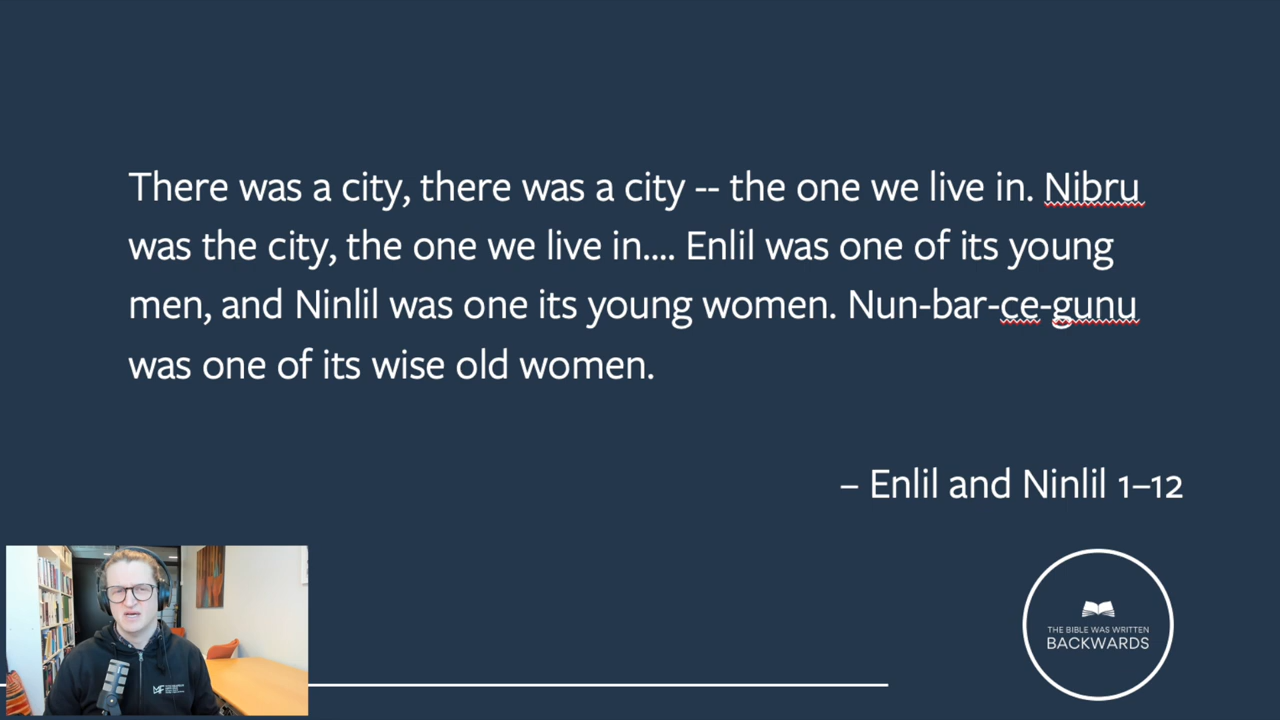 There was a city, there was a city -- the one we live in. Nibru
was the city, the one we live in.... Enlil was one of its young
men, and Ninlil was one its young women. Nun-bar-ce-gunu
was one of its wise old women.
– Enlil and Ninlil 1–12
THE BIBLE WAS WRITTEN
BACKWARDS